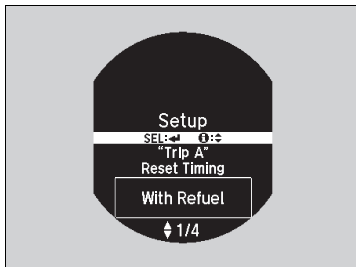 Setup
SEL:↵ ℹ:≑
“Trip A”
Reset Timing
With Refuel
1/4